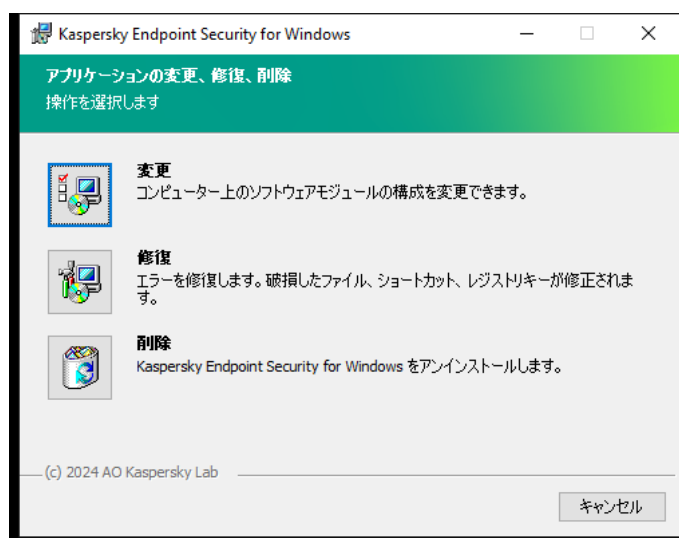 Kaspersky Endpoint Security for Windows
アプリケーションの変更、修復、削除
操作を選択します
変更
コンピューター上のソフトウェアモジュールの構成を変更できます。
修復
エラーを修復します。破損したファイル、ショートカット、レジストリキーが修正されま
す。
削除
Kaspersky Endpoint Security for Windows をアンインストールします。
(c) 2024 AO Kaspersky Lab
キャンセル